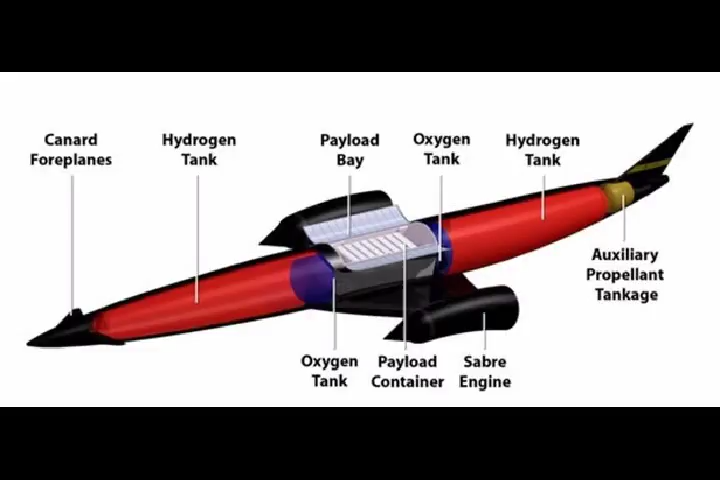 Canard
Foreplanes
Hydrogen
Tank
Payload
Bay
Oxygen
Tank
Hydrogen
Tank
Auxiliary
Propellant
Tankage
Oxygen
Tank
Payload
Container
Sabre
Engine